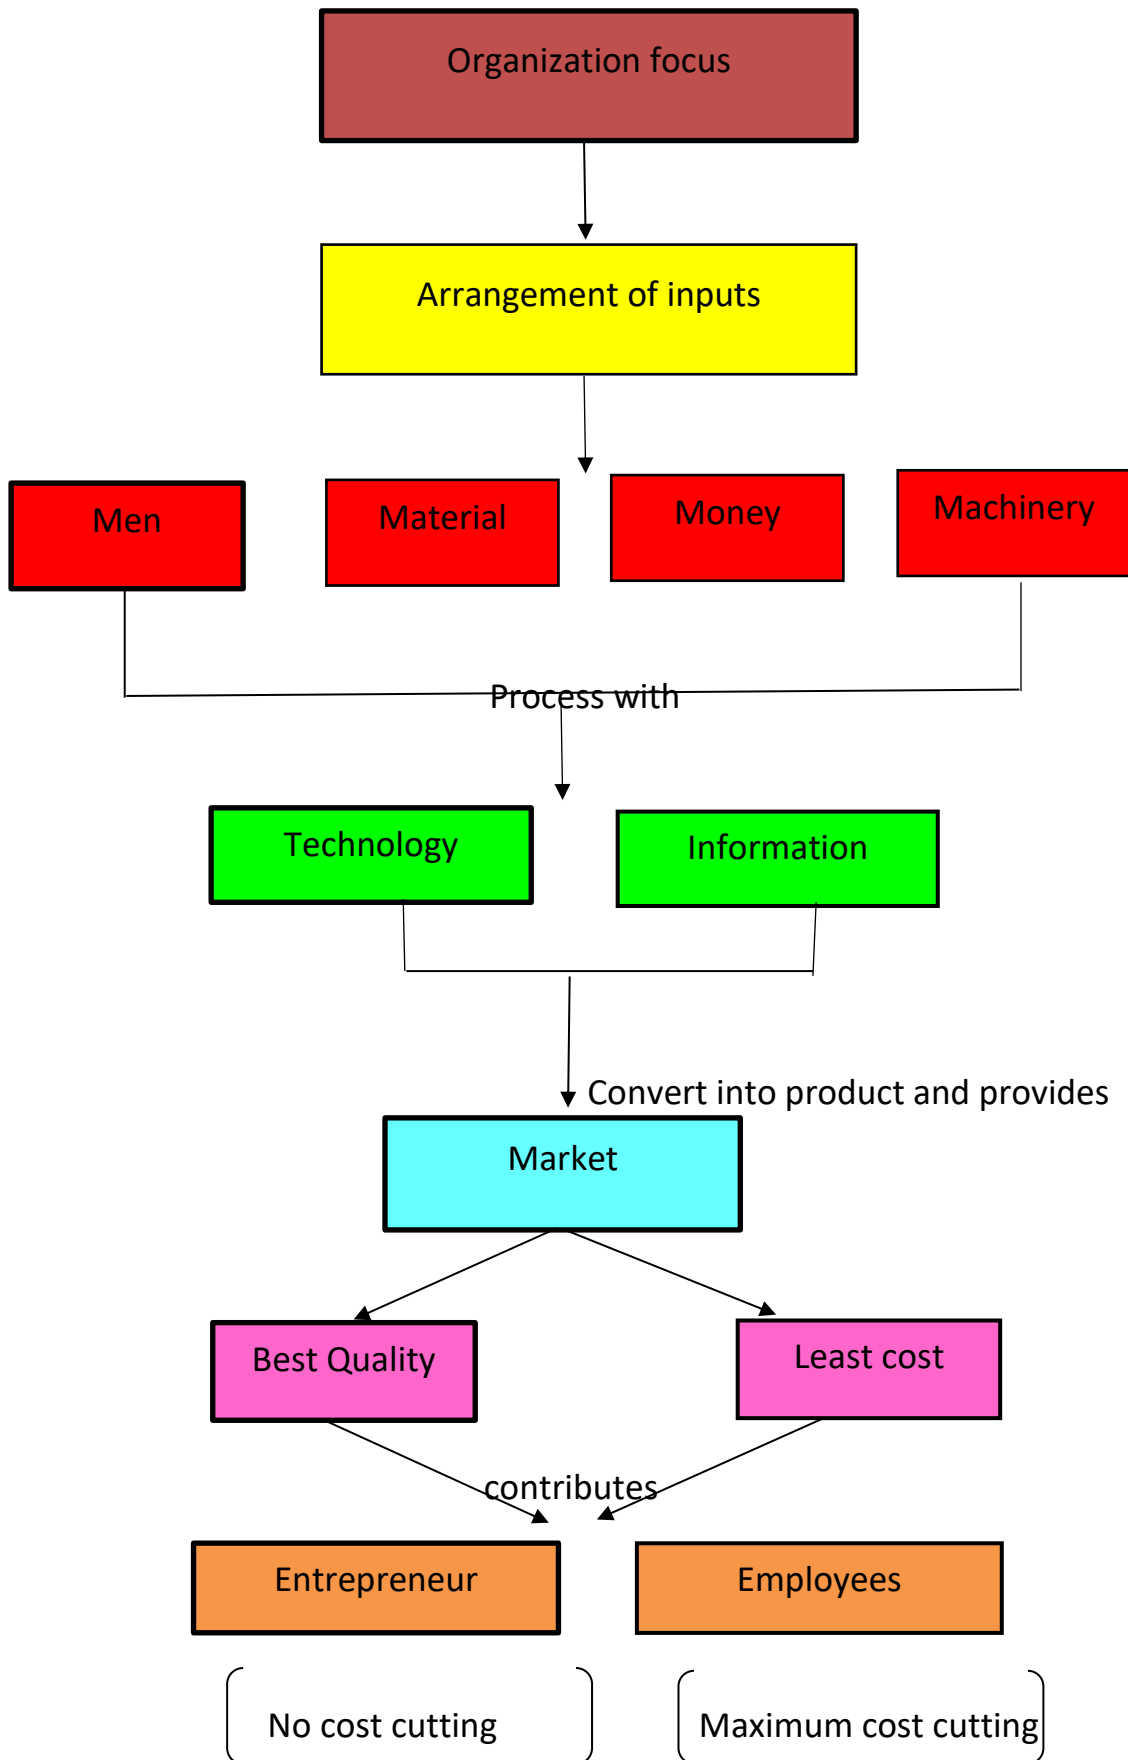 Organization focus
Arrangement of inputs
Men
Material
Money
Machinery
Process with
Technology
Information
Convert into product and provides
Market
Best Quality
Least cost
contributes
Entrepreneur
Employees
No cost cutting
Maximum cost cutting